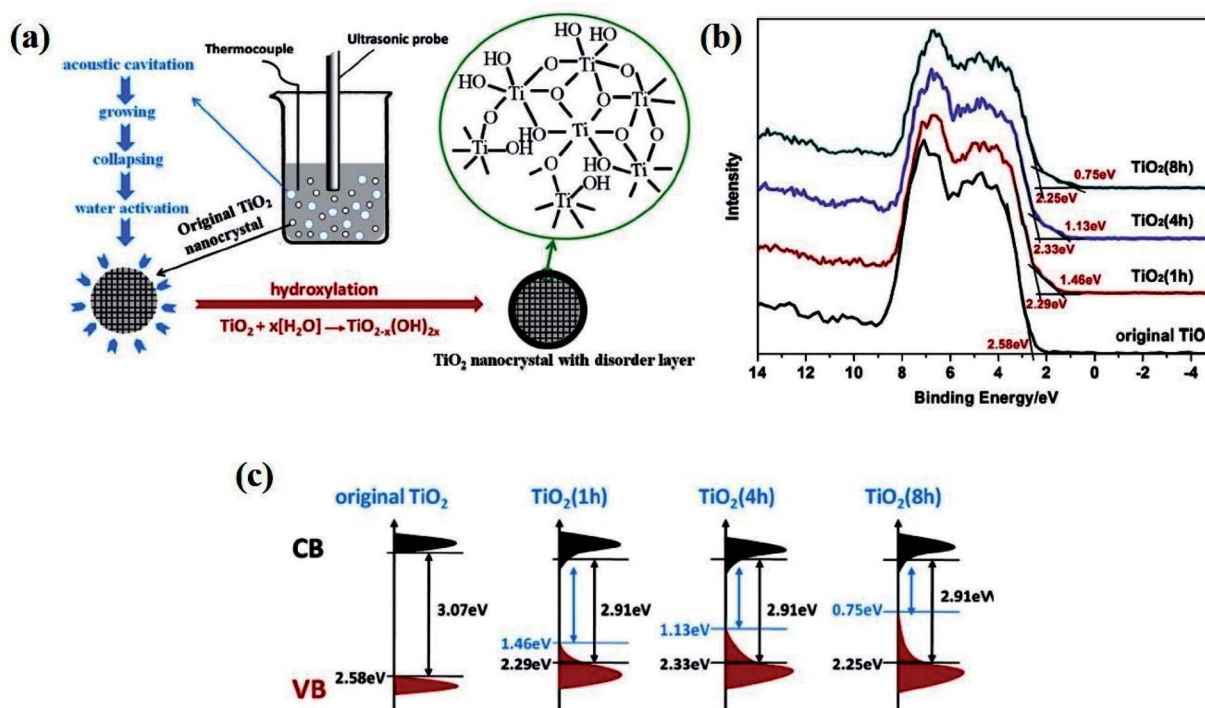 (a)
acoustic cavitation
growing
collapsing
water activation
Thermocouple
Ultrasonic probe
Original TiO2
nanocrystal
hydroxylation
TiO2 + x[H2O] → TiO2-x(OH)2x
HO HO HO
Ti O Ti
HO O O Ti
HO Ti O O
O Ti O O
H
O Ti OH O HO Ti
O OH
Ti
TiO2 nanocrystal with disorder layer
(b)
Intensity
0.75eV
TiO2(8h)
2.25eV
1.13eV
TiO2(4h)
2.33eV
1.46eV
TiO2(1h)
2.29eV
2.58eV
original TiO
14 12 10 8 6 4 2 0 -2 -4
Binding Energy/eV
(c)
original TiO2 TiO2(1h) TiO2(4h) TiO2(8h)
CB
3.07eV 2.91eV 2.91eV 2.91eV
1.46eV 1.13eV 0.75eV
2.58eV 2.29eV 2.33eV 2.25eV
VB